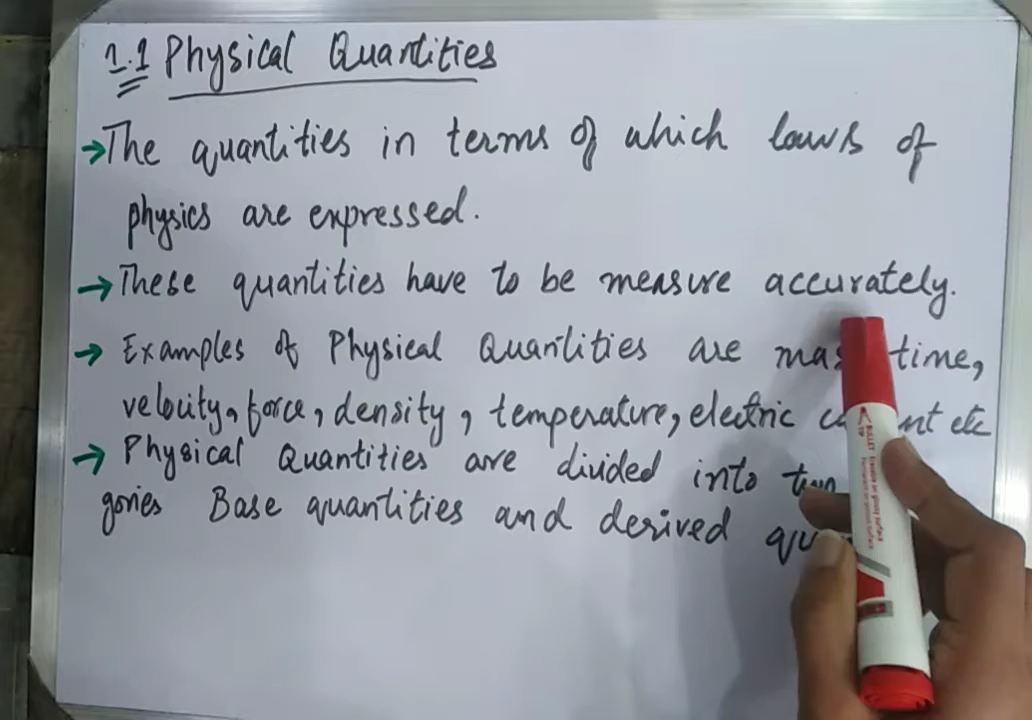 1.1 Physical Quantities
→The quantities in terms of which laws of
physics are expressed.
→These quantities have to be measure accurately.
→ Examples of Physical Quantities are time,
velocity, force, density, temperature, electric etc
→ Physical Quantities are divided into
gories Base quantities and derived